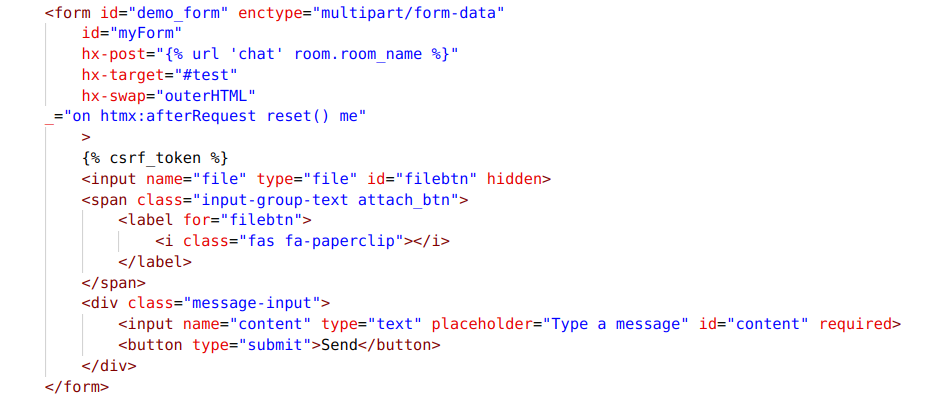 <form id="demo_form" enctype="multipart/form-data"
id="myForm"
hx-post="{% url 'chat' room.room_name %}"
hx-target="#test"
hx-swap="outerHTML"
_="on htmx:afterRequest reset() me"
>
{% csrf_token %}
<input name="file" type="file" id="filebtn" hidden>
<span class="input-group-text attach_btn">
<label for="filebtn">
<i class="fas fa-paperclip"></i>
</label>
</span>
<div class="message-input">
<input name="content" type="text" placeholder="Type a message" id="content" required>
<button type="submit">Send</button>
</div>
</form>